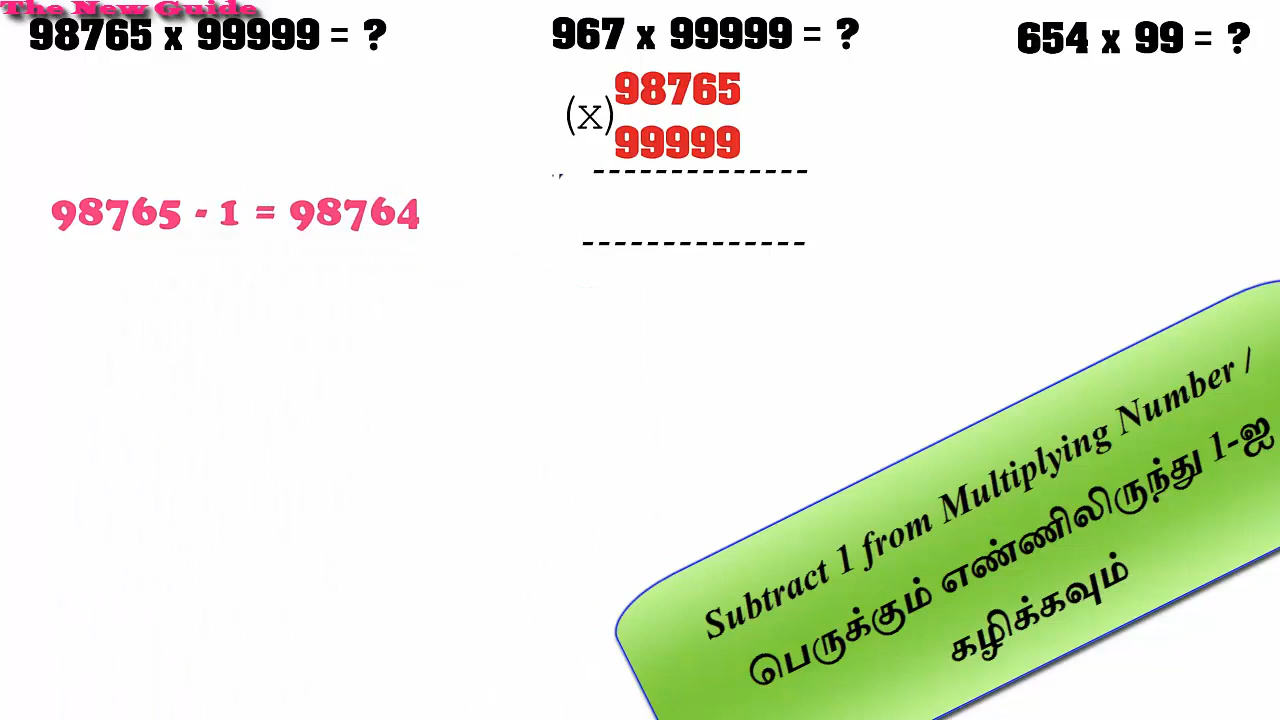 The New Guide
98765 x 99999 = ?
967 x 99999 = ?
654 x 99 = ?
98765
(x)
99999
--------------
98765 - 1 = 98764
--------------
Subtract 1 from Multiplying Number /
பெருக்கும் எண்ணிலிருந்து 1-ஐ
கழிக்கவும்